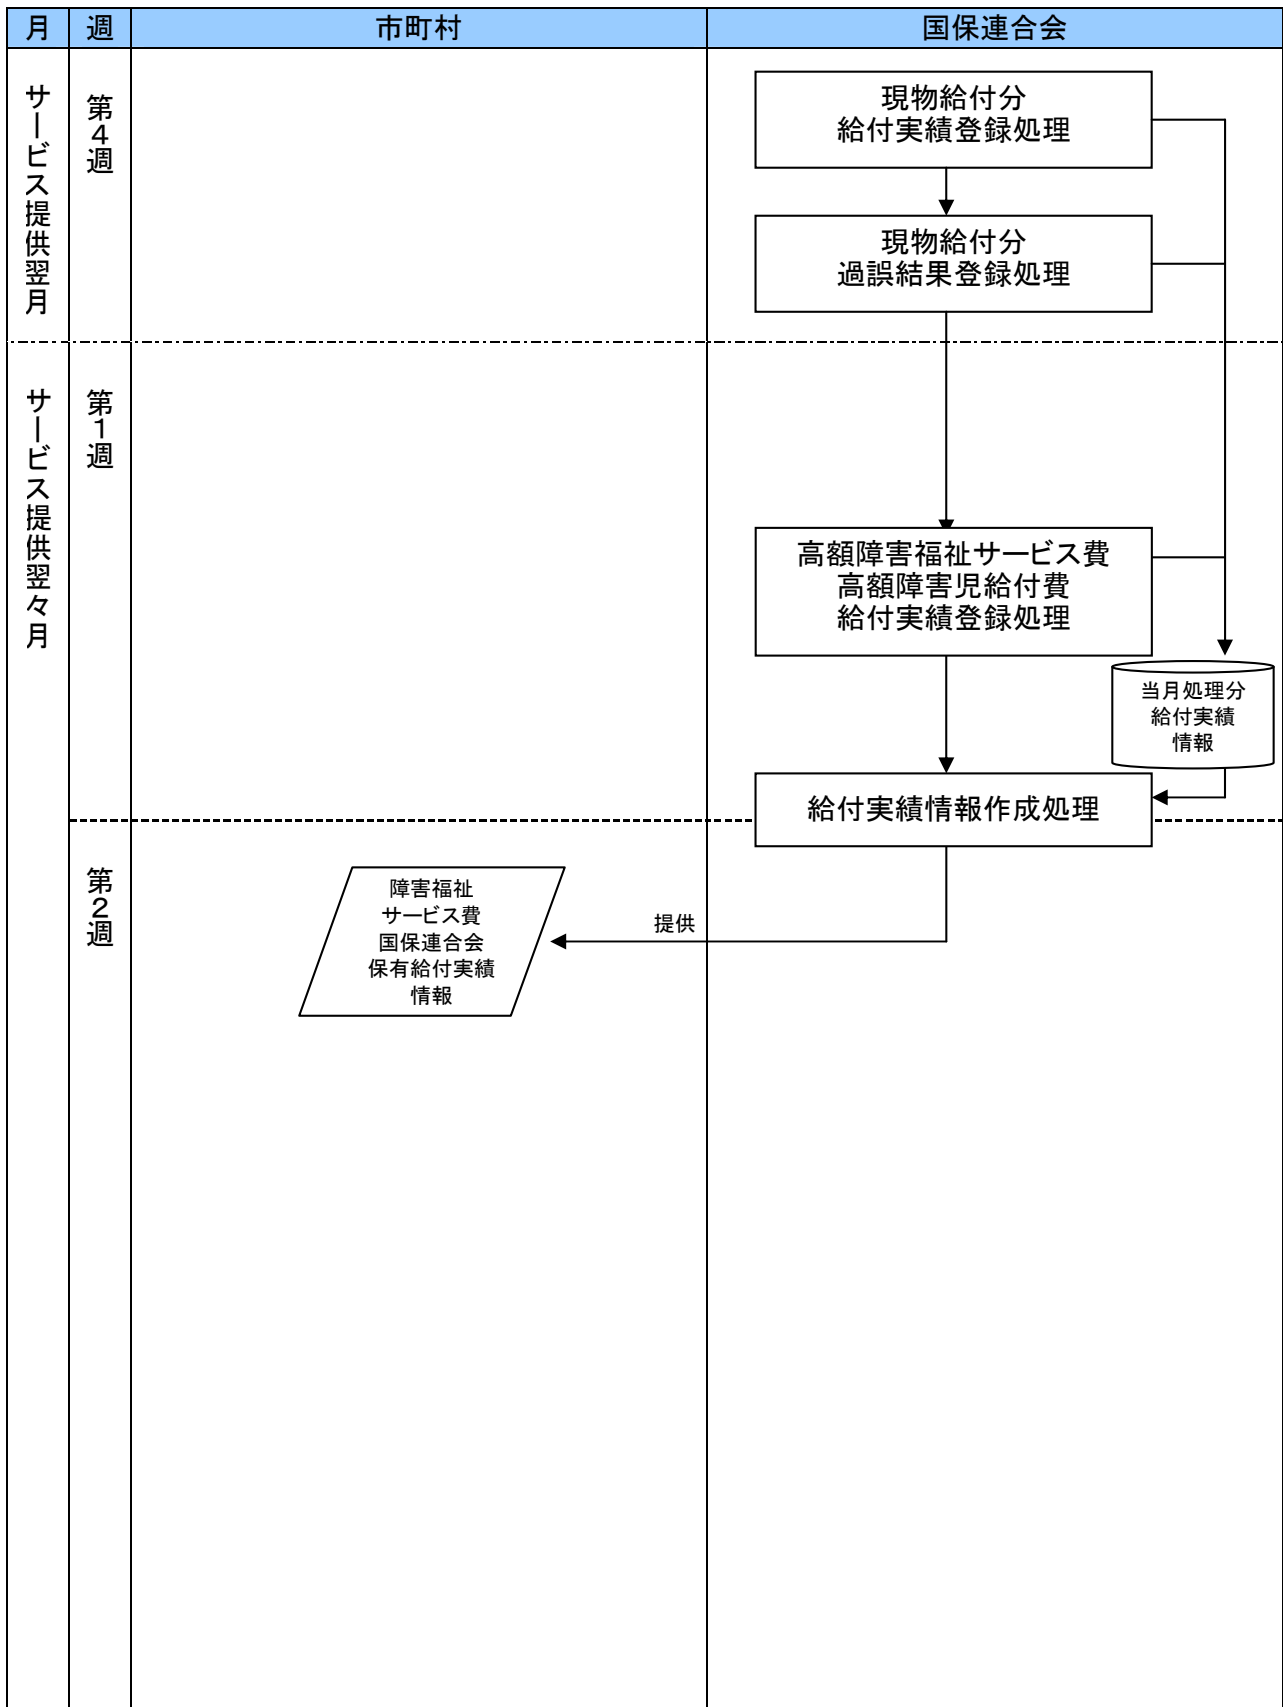 月
週
市町村
国保連合会
サービス提供翌月
第4週
現物給付分
給付実績登録処理
現物給付分
過誤結果登録処理
サービス提供翌々月
第1週
高額障害福祉サービス費
高額障害児給付費
給付実績登録処理
当月処理分
給付実績
情報
給付実績情報作成処理
第2週
障害福祉
サービス費
国保連合会
保有給付実績
情報
提供